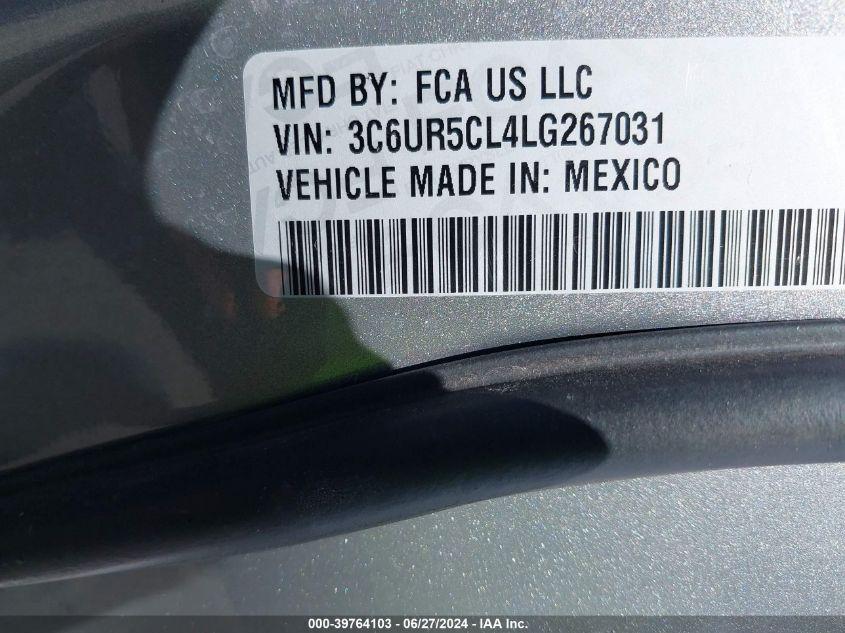 MFD BY: FCA US LLC
VIN: 3C6UR5CL4LG267031
VEHICLE MADE IN: MEXICO
000-39764103 - 06/27/2024 - IAA Inc.